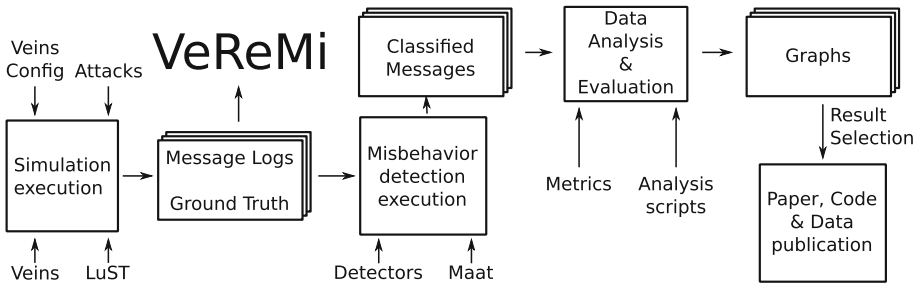 Veins
Config
Attacks
Simulation
execution
Veins
LuST
VeReMi
Message Logs
Ground Truth
Classified
Messages
Misbehavior
detection
execution
Detectors
Maat
Data
Analysis
&
Evaluation
Metrics
Analysis
scripts
Graphs
Result
Selection
Paper, Code
& Data
publication